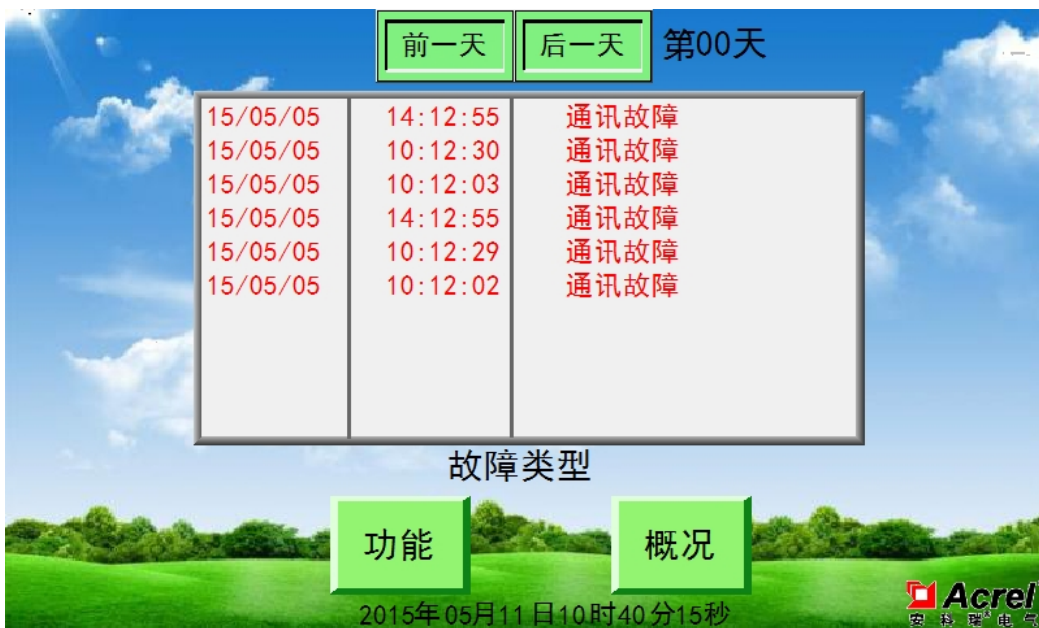 前一天 后一天 第00天
15/05/05 14:12:55 通讯故障
15/05/05 10:12:30 通讯故障
15/05/05 10:12:03 通讯故障
15/05/05 14:12:55 通讯故障
15/05/05 10:12:29 通讯故障
15/05/05 10:12:02 通讯故障
故障类型
功能 概况
Acrel
安科瑞电气
2015年05月11日10时40分15秒